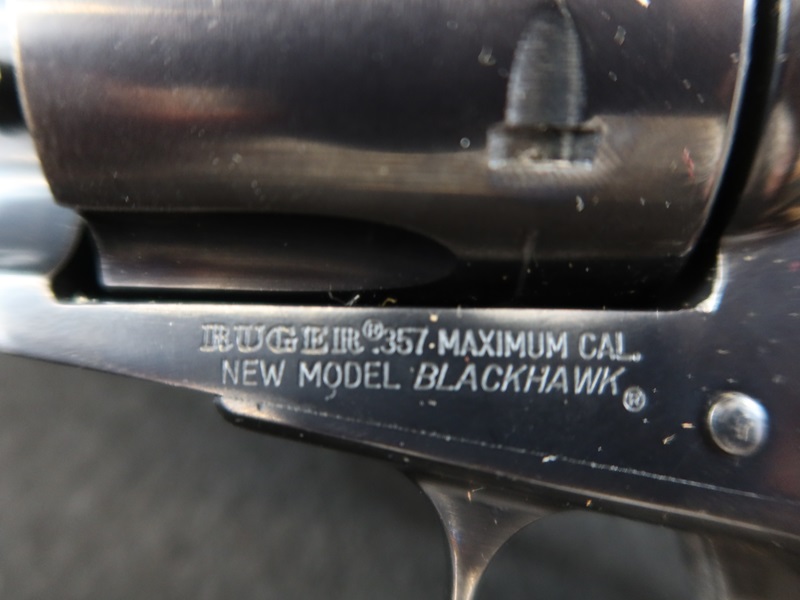 RUGER® .357 MAXIMUM CAL.
NEW MODEL BLACKHAWK®